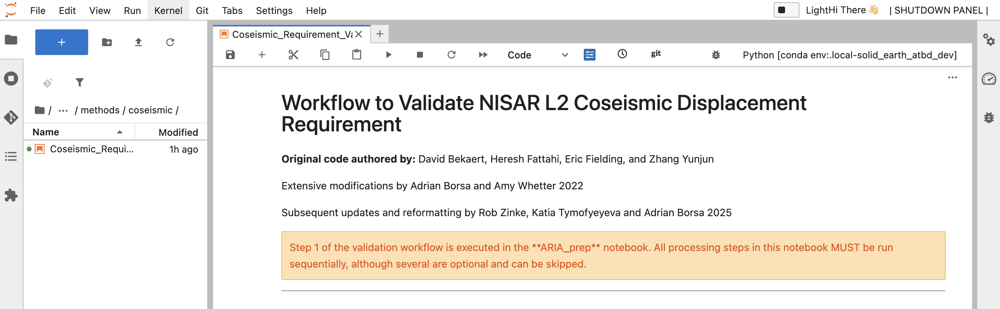 File Edit View Run Kernel Git Tabs Settings Help LightHi There 👋 | SHUTDOWN PANEL |
Coseismic_Requirement_Va
Code git Python [conda env:.local-solid_earth_atbd_dev]
/ ... / methods / coseismic /
Name Modified
Coseismic_Requi... 1h ago
Workflow to Validate NISAR L2 Coseismic Displacement
Requirement
Original code authored by: David Bekaert, Heresh Fattahi, Eric Fielding, and Zhang Yunjun
Extensive modifications by Adrian Borsa and Amy Whetter 2022
Subsequent updates and reformatting by Rob Zinke, Katia Tymofyeyeva and Adrian Borsa 2025
Step 1 of the validation workflow is executed in the **ARIA_prep** notebook. All processing steps in this notebook MUST be run
sequentially, although several are optional and can be skipped.